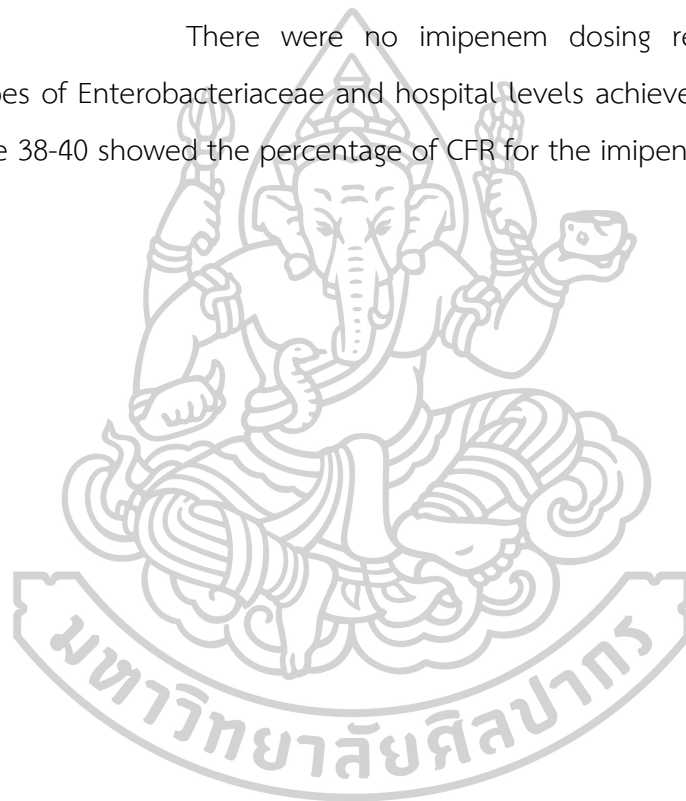 There were no imipenem dosing re
es of Enterobacteriaceae and hospital levels achieve
e 38-40 showed the percentage of CFR for the imipen
มหาวิทยาลัยศิลปากร